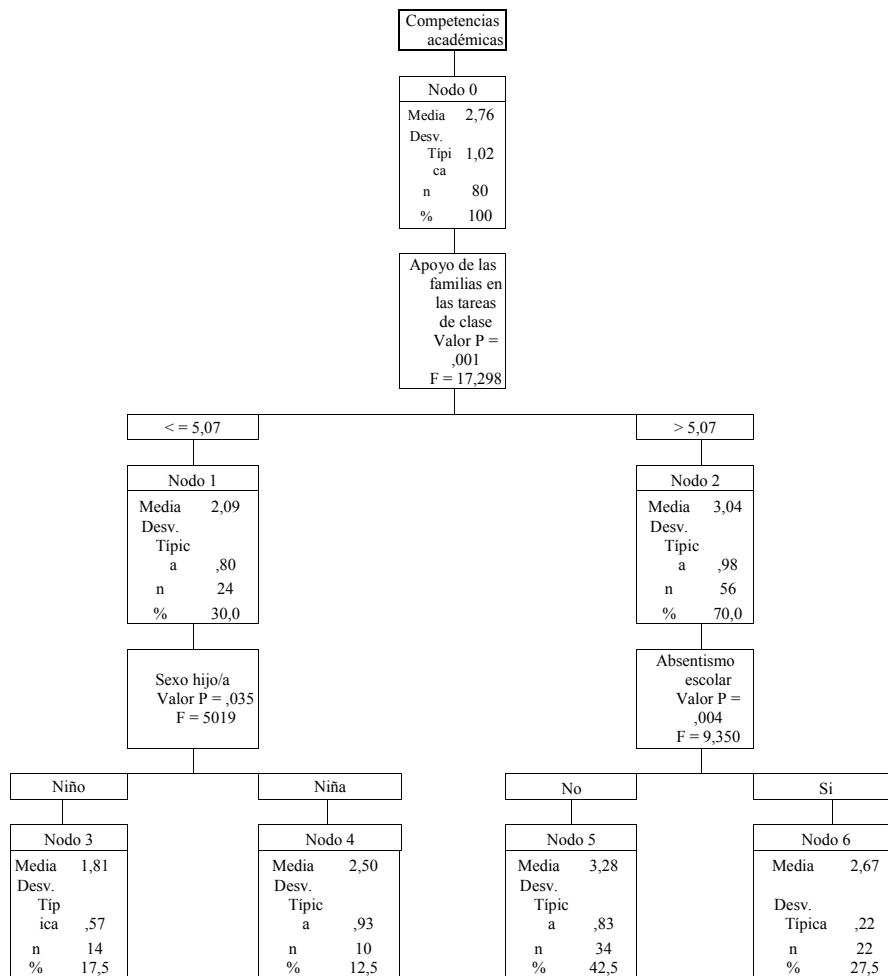 Competencias
académicas
Nodo 0
Media 2,76
Desv.
Típi 1,02
ca
n 80
% 100
Apoyo de las
familias en
las tareas
de clase
Valor P =
,001
F = 17,298
< = 5,07
> 5,07
Nodo 1
Media 2,09
Desv.
Típic
a ,80
n 24
% 30,0
Nodo 2
Media 3,04
Desv.
Típic
a ,98
n 56
% 70,0
Sexo hijo/a
Valor P = ,035
F = 5019
Absentismo
escolar
Valor P =
,004
F = 9,350
Niño
Niña
No
Si
Nodo 3
Media 1,81
Desv.
Típ
ica ,57
n 14
% 17,5
Nodo 4
Media 2,50
Desv.
Típic
a ,93
n 10
% 12,5
Nodo 5
Media 3,28
Desv.
Típic
a ,83
n 34
% 42,5
Nodo 6
Media 2,67
Desv.
Típica ,22
n 22
% 27,5